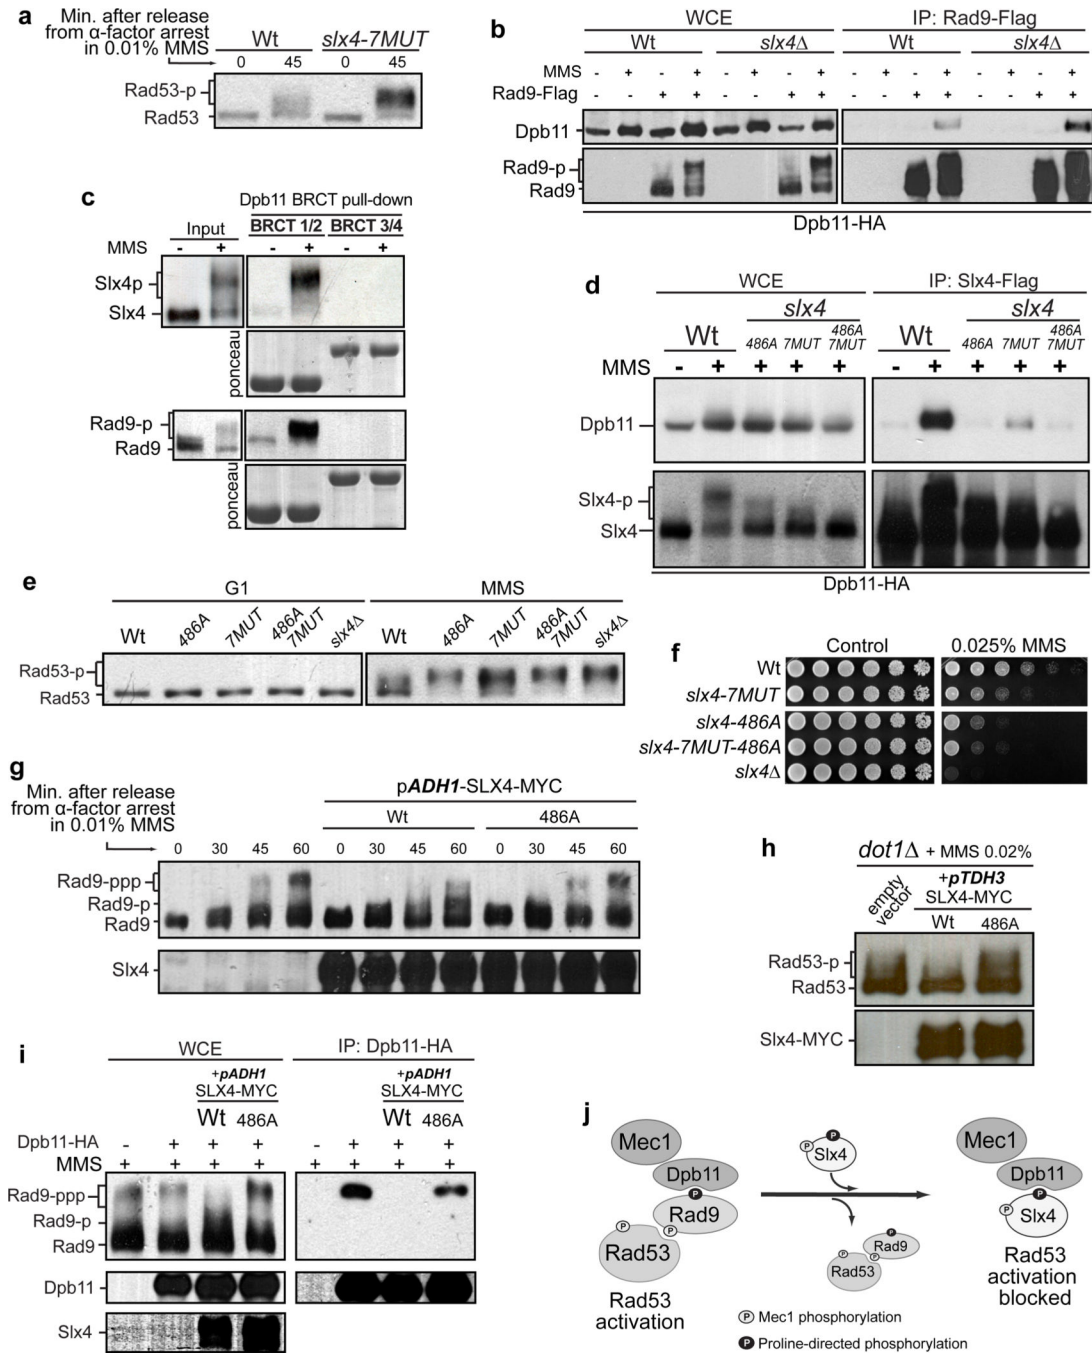 a
Min. after release
from α-factor arrest
in 0.01% MMS
Wt slx4-7MUT
0 45 0 45
Rad53-p
Rad53
b
WCE IP: Rad9-Flag
Wt slx4Δ Wt slx4Δ
MMS - + - + - + - + - + - + - + - +
Rad9-Flag - - + + - - + + - - + + - - + +
Dpb11
Rad9-p
Rad9
Dpb11-HA
c
Dpb11 BRCT pull-down
Input BRCT 1/2 BRCT 3/4
MMS - + - + - +
Slx4p
Slx4
ponceau
Rad9-p
Rad9
ponceau
d
WCE IP: Slx4-Flag
slx4 slx4
Wt 486A 7MUT 486A 7MUT Wt 486A 7MUT 486A 7MUT
MMS - + + + + - + + + +
Dpb11
Slx4-p
Slx4
Dpb11-HA
e
G1 MMS
Wt 486A 7MUT 486A 7MUT slx4Δ Wt 486A 7MUT 486A 7MUT slx4Δ
Rad53-p
Rad53
f
Control 0.025% MMS
Wt
slx4-7MUT
slx4-486A
slx4-7MUT-486A
slx4Δ
g
Min. after release
from α-factor arrest
in 0.01% MMS
pADH1-SLX4-MYC
Wt 486A
0 30 45 60 0 30 45 60 0 30 45 60
Rad9-ppp
Rad9-p
Rad9
Slx4
h
dot1Δ + MMS 0.02%
empty
vector
+pTDH3
SLX4-MYC
Wt 486A
Rad53-p
Rad53
Slx4-MYC
i
WCE IP: Dpb11-HA
+pADH1 +pADH1
SLX4-MYC SLX4-MYC
Wt 486A Wt 486A
Dpb11-HA - + + + - + + +
MMS + + + + + + + +
Rad9-ppp
Rad9-p
Rad9
Dpb11
Slx4
j
Mec1
Dpb11
P
Rad9
P
P
Rad53
Rad53
activation
P
P
Slx4
P
Rad9
P
P
Rad53
Mec1
Dpb11
P
P
Slx4
Rad53
activation
blocked
P Mec1 phosphorylation
P Proline-directed phosphorylation